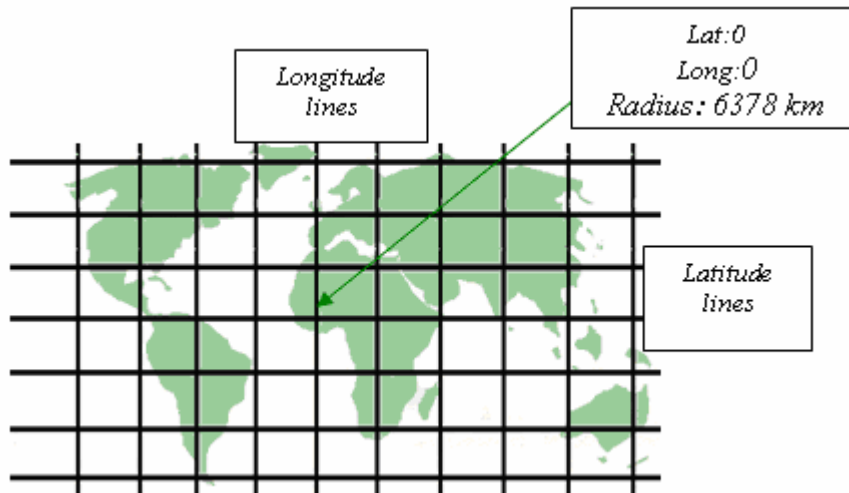 Longitude
lines
Lat:0
Long:0
Radius: 6378 km
Latitude
lines